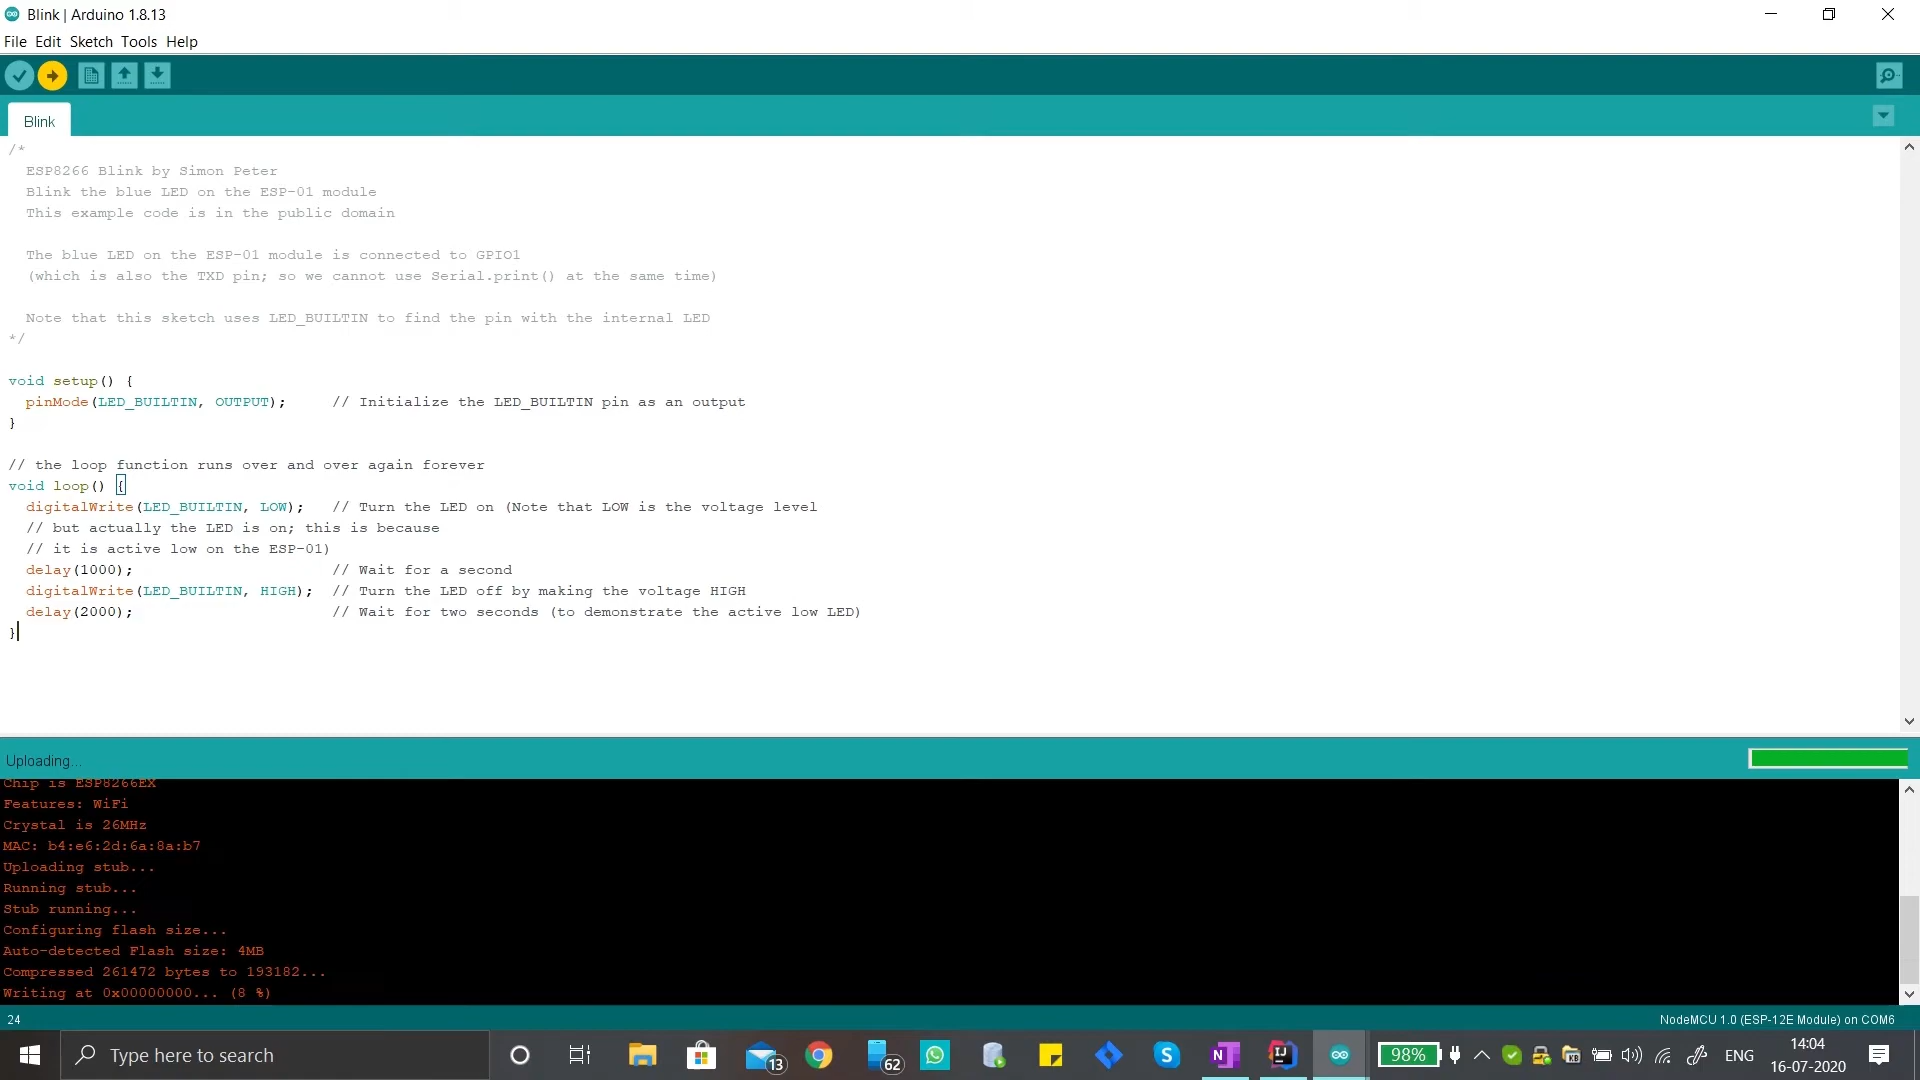 Blink | Arduino 1.8.13
File Edit Sketch Tools Help
Blink
/*
ESP8266 Blink by Simon Peter
Blink the blue LED on the ESP-01 module
This example code is in the public domain
The blue LED on the ESP-01 module is connected to GPIO1
(which is also the TXD pin; so we cannot use Serial.print() at the same time)
Note that this sketch uses LED_BUILTIN to find the pin with the internal LED
*/
void setup() {
pinMode(LED_BUILTIN, OUTPUT);     // Initialize the LED_BUILTIN pin as an output
}
// the loop function runs over and over again forever
void loop() {
digitalWrite(LED_BUILTIN, LOW);   // Turn the LED on (Note that LOW is the voltage level
// but actually the LED is on; this is because
// it is active low on the ESP-01)
delay(1000);                      // Wait for a second
digitalWrite(LED_BUILTIN, HIGH);  // Turn the LED off by making the voltage HIGH
delay(2000);                      // Wait for two seconds (to demonstrate the active low LED)
}
Uploading...
Chip is ESP8266EX
Features: WiFi
Crystal is 26MHz
MAC: b4:e6:2d:6a:8a:b7
Uploading stub...
Running stub...
Stub running...
Configuring flash size...
Auto-detected Flash size: 4MB
Compressed 261472 bytes to 193182...
Writing at 0x00000000... (8 %)
24 NodeMCU 1.0 (ESP-12E Module) on COM6
Type here to search 13 62 S N IJ 98% KB ENG 14:04
16-07-2020